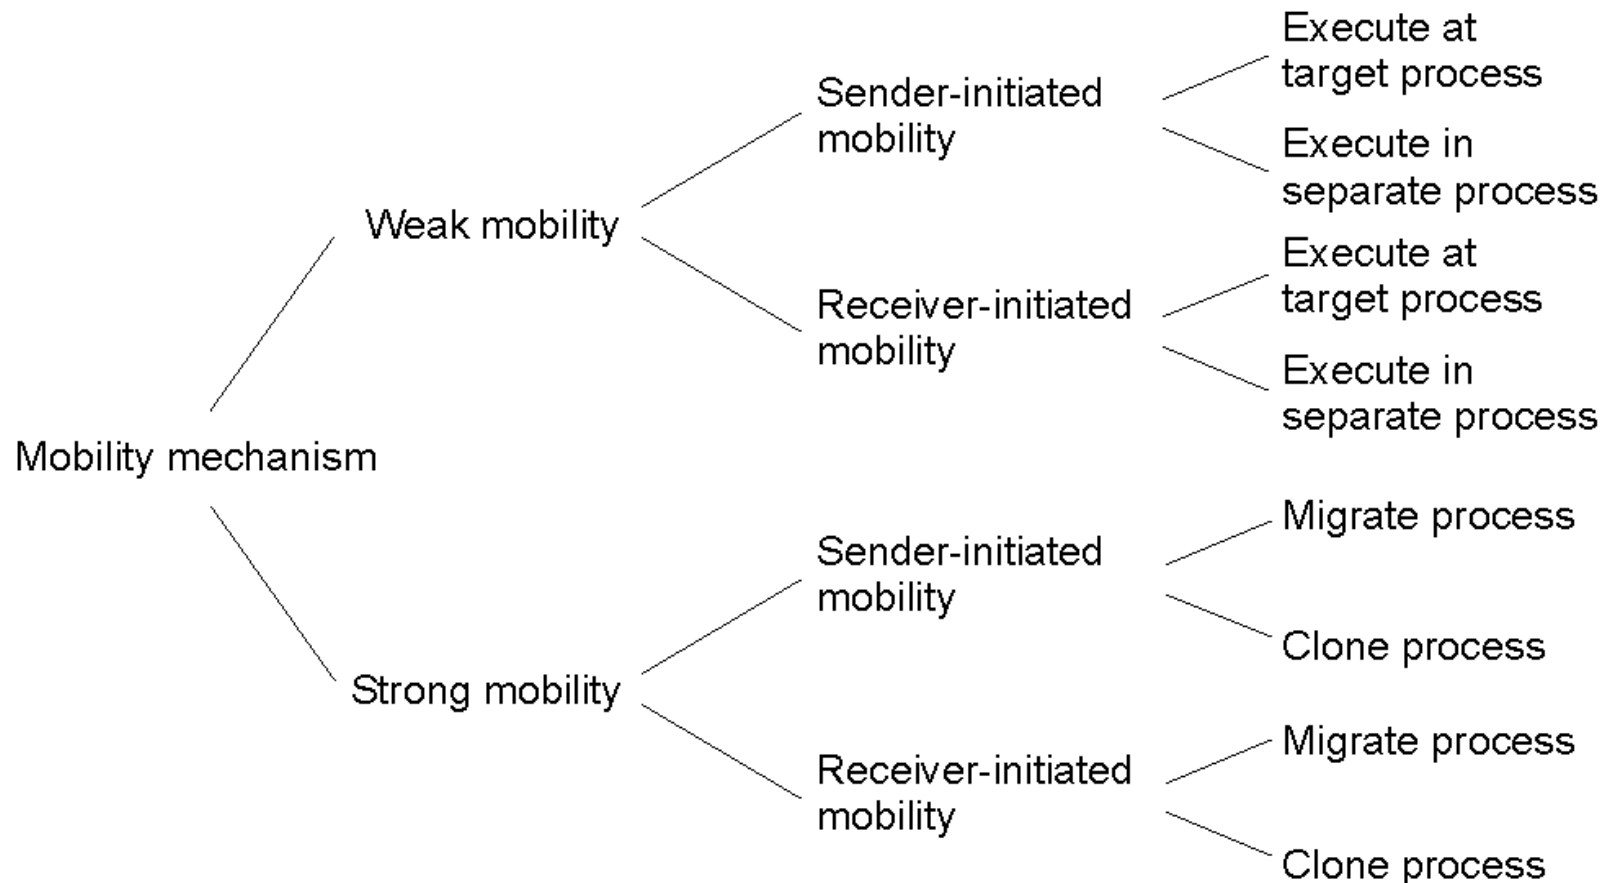 Execute at
target process
Sender-initiated
mobility
Execute in
separate process
Weak mobility
Execute at
target process
Receiver-initiated
mobility
Execute in
separate process
Mobility mechanism
Migrate process
Sender-initiated
mobility
Clone process
Strong mobility
Migrate process
Receiver-initiated
mobility
Clone process